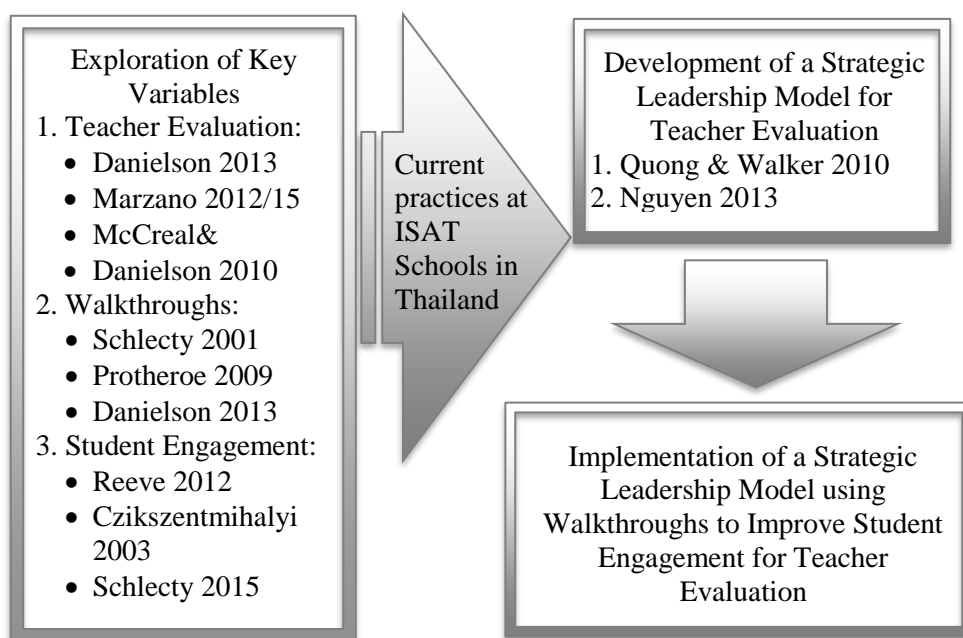 Exploration of Key
Variables
1. Teacher Evaluation:
• Danielson 2013
• Marzano 2012/15
• McCreal&
• Danielson 2010
2. Walkthroughs:
• Schlecty 2001
• Protheroe 2009
• Danielson 2013
3. Student Engagement:
• Reeve 2012
• Czikszentmihalyi
2003
• Schlecty 2015
Current
practices at
ISAT
Schools in
Thailand
Development of a Strategic
Leadership Model for
Teacher Evaluation
1. Quong & Walker 2010
2. Nguyen 2013
Implementation of a Strategic
Leadership Model using
Walkthroughs to Improve Student
Engagement for Teacher
Evaluation